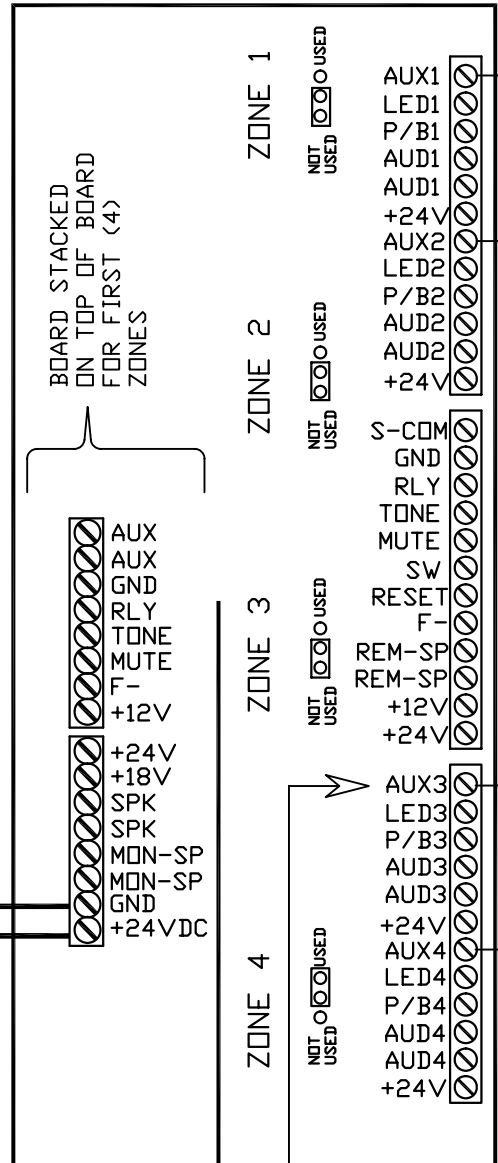 BOARD STACKED
ON TOP OF BOARD
FOR FIRST (4)
ZONES
AUX
AUX
GND
RLY
TONE
MUTE
F-
+12V
+24V
+18V
SPK
SPK
MON-SP
MON-SP
GND
+24VDC
ZONE 1
NOT
USED
USED
ZONE 2
NOT
USED
USED
ZONE 3
NOT
USED
USED
ZONE 4
NOT
USED
USED
AUX1
LED1
P/B1
AUD1
AUD1
+24V
AUX2
LED2
P/B2
AUD2
AUD2
+24V
S-COM
GND
RLY
TONE
MUTE
SW
RESET
F-
REM-SP
REM-SP
+12V
+24V
AUX3
LED3
P/B3
AUD3
AUD3
+24V
AUX4
LED4
P/B4
AUD4
AUD4
+24V